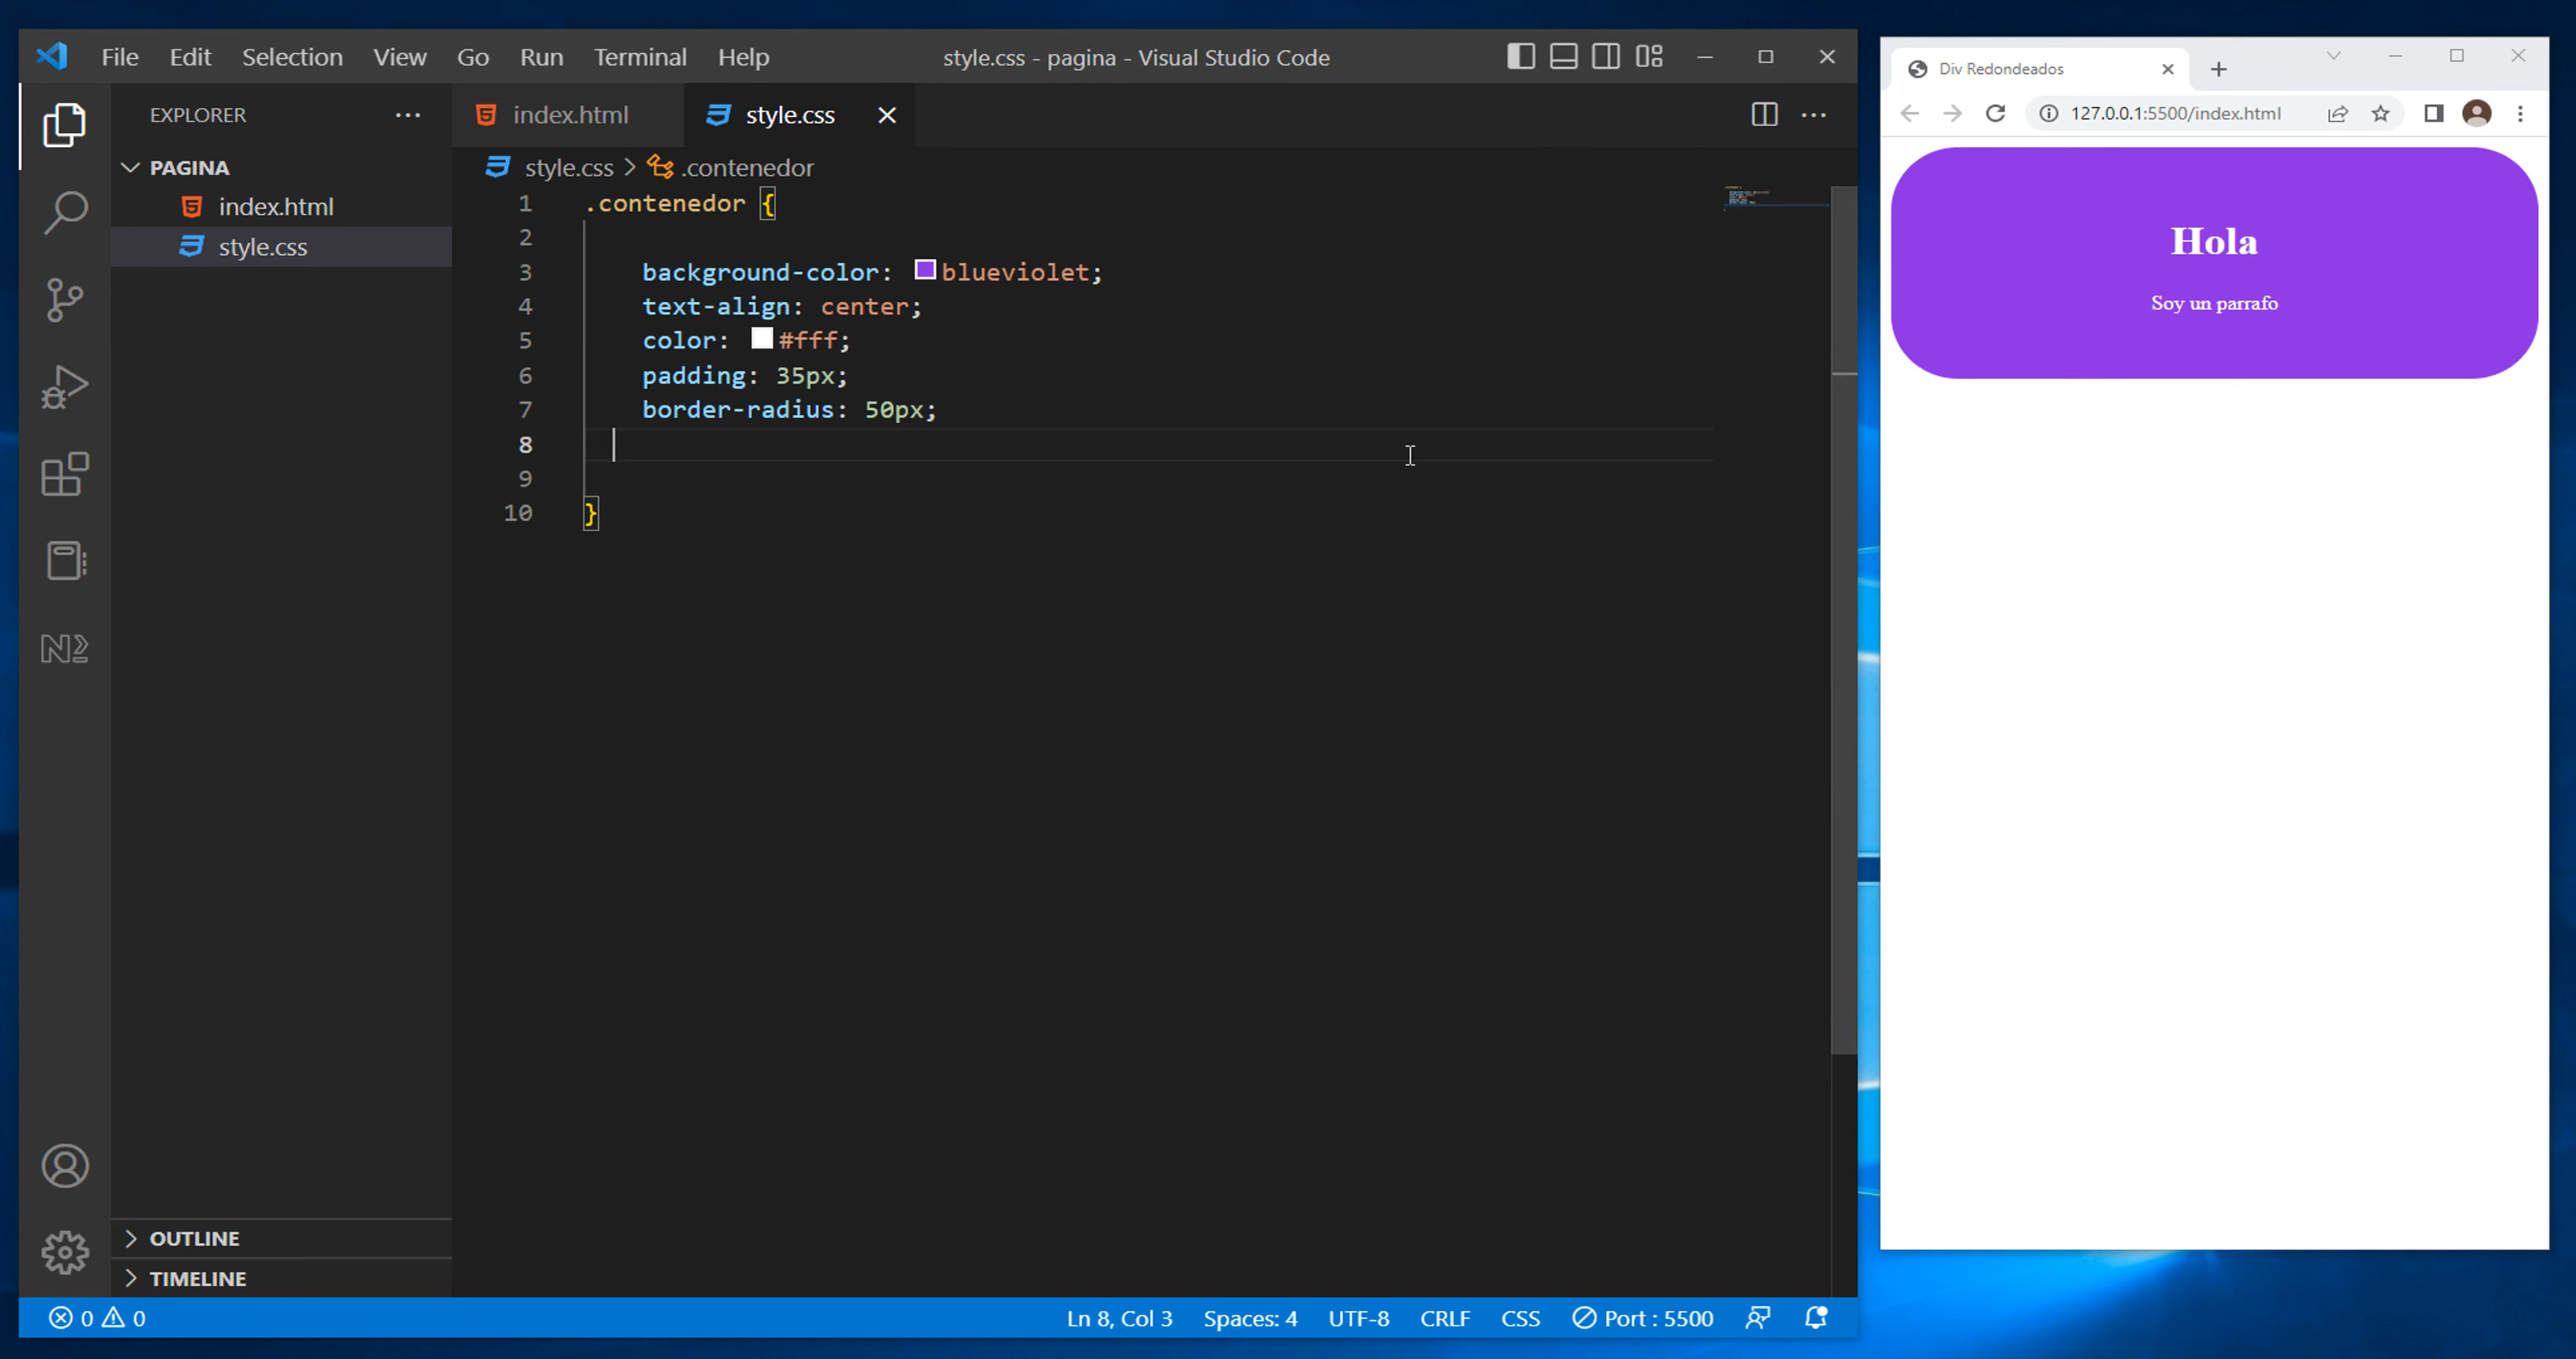 File Edit Selection View Go Run Terminal Help
style.css - pagina - Visual Studio Code
EXPLORER
PAGINA
index.html
style.css
OUTLINE
TIMELINE
index.html
style.css
style.css > .contenedor
1 .contenedor {
2
3 background-color: blueviolet;
4 text-align: center;
5 color: #fff;
6 padding: 35px;
7 border-radius: 50px;
8
9
10 }
0 0
Ln 8, Col 3 Spaces: 4 UTF-8 CRLF CSS Port : 5500
Div Redondeados
127.0.0.1:5500/index.html
Hola
Soy un parrafo